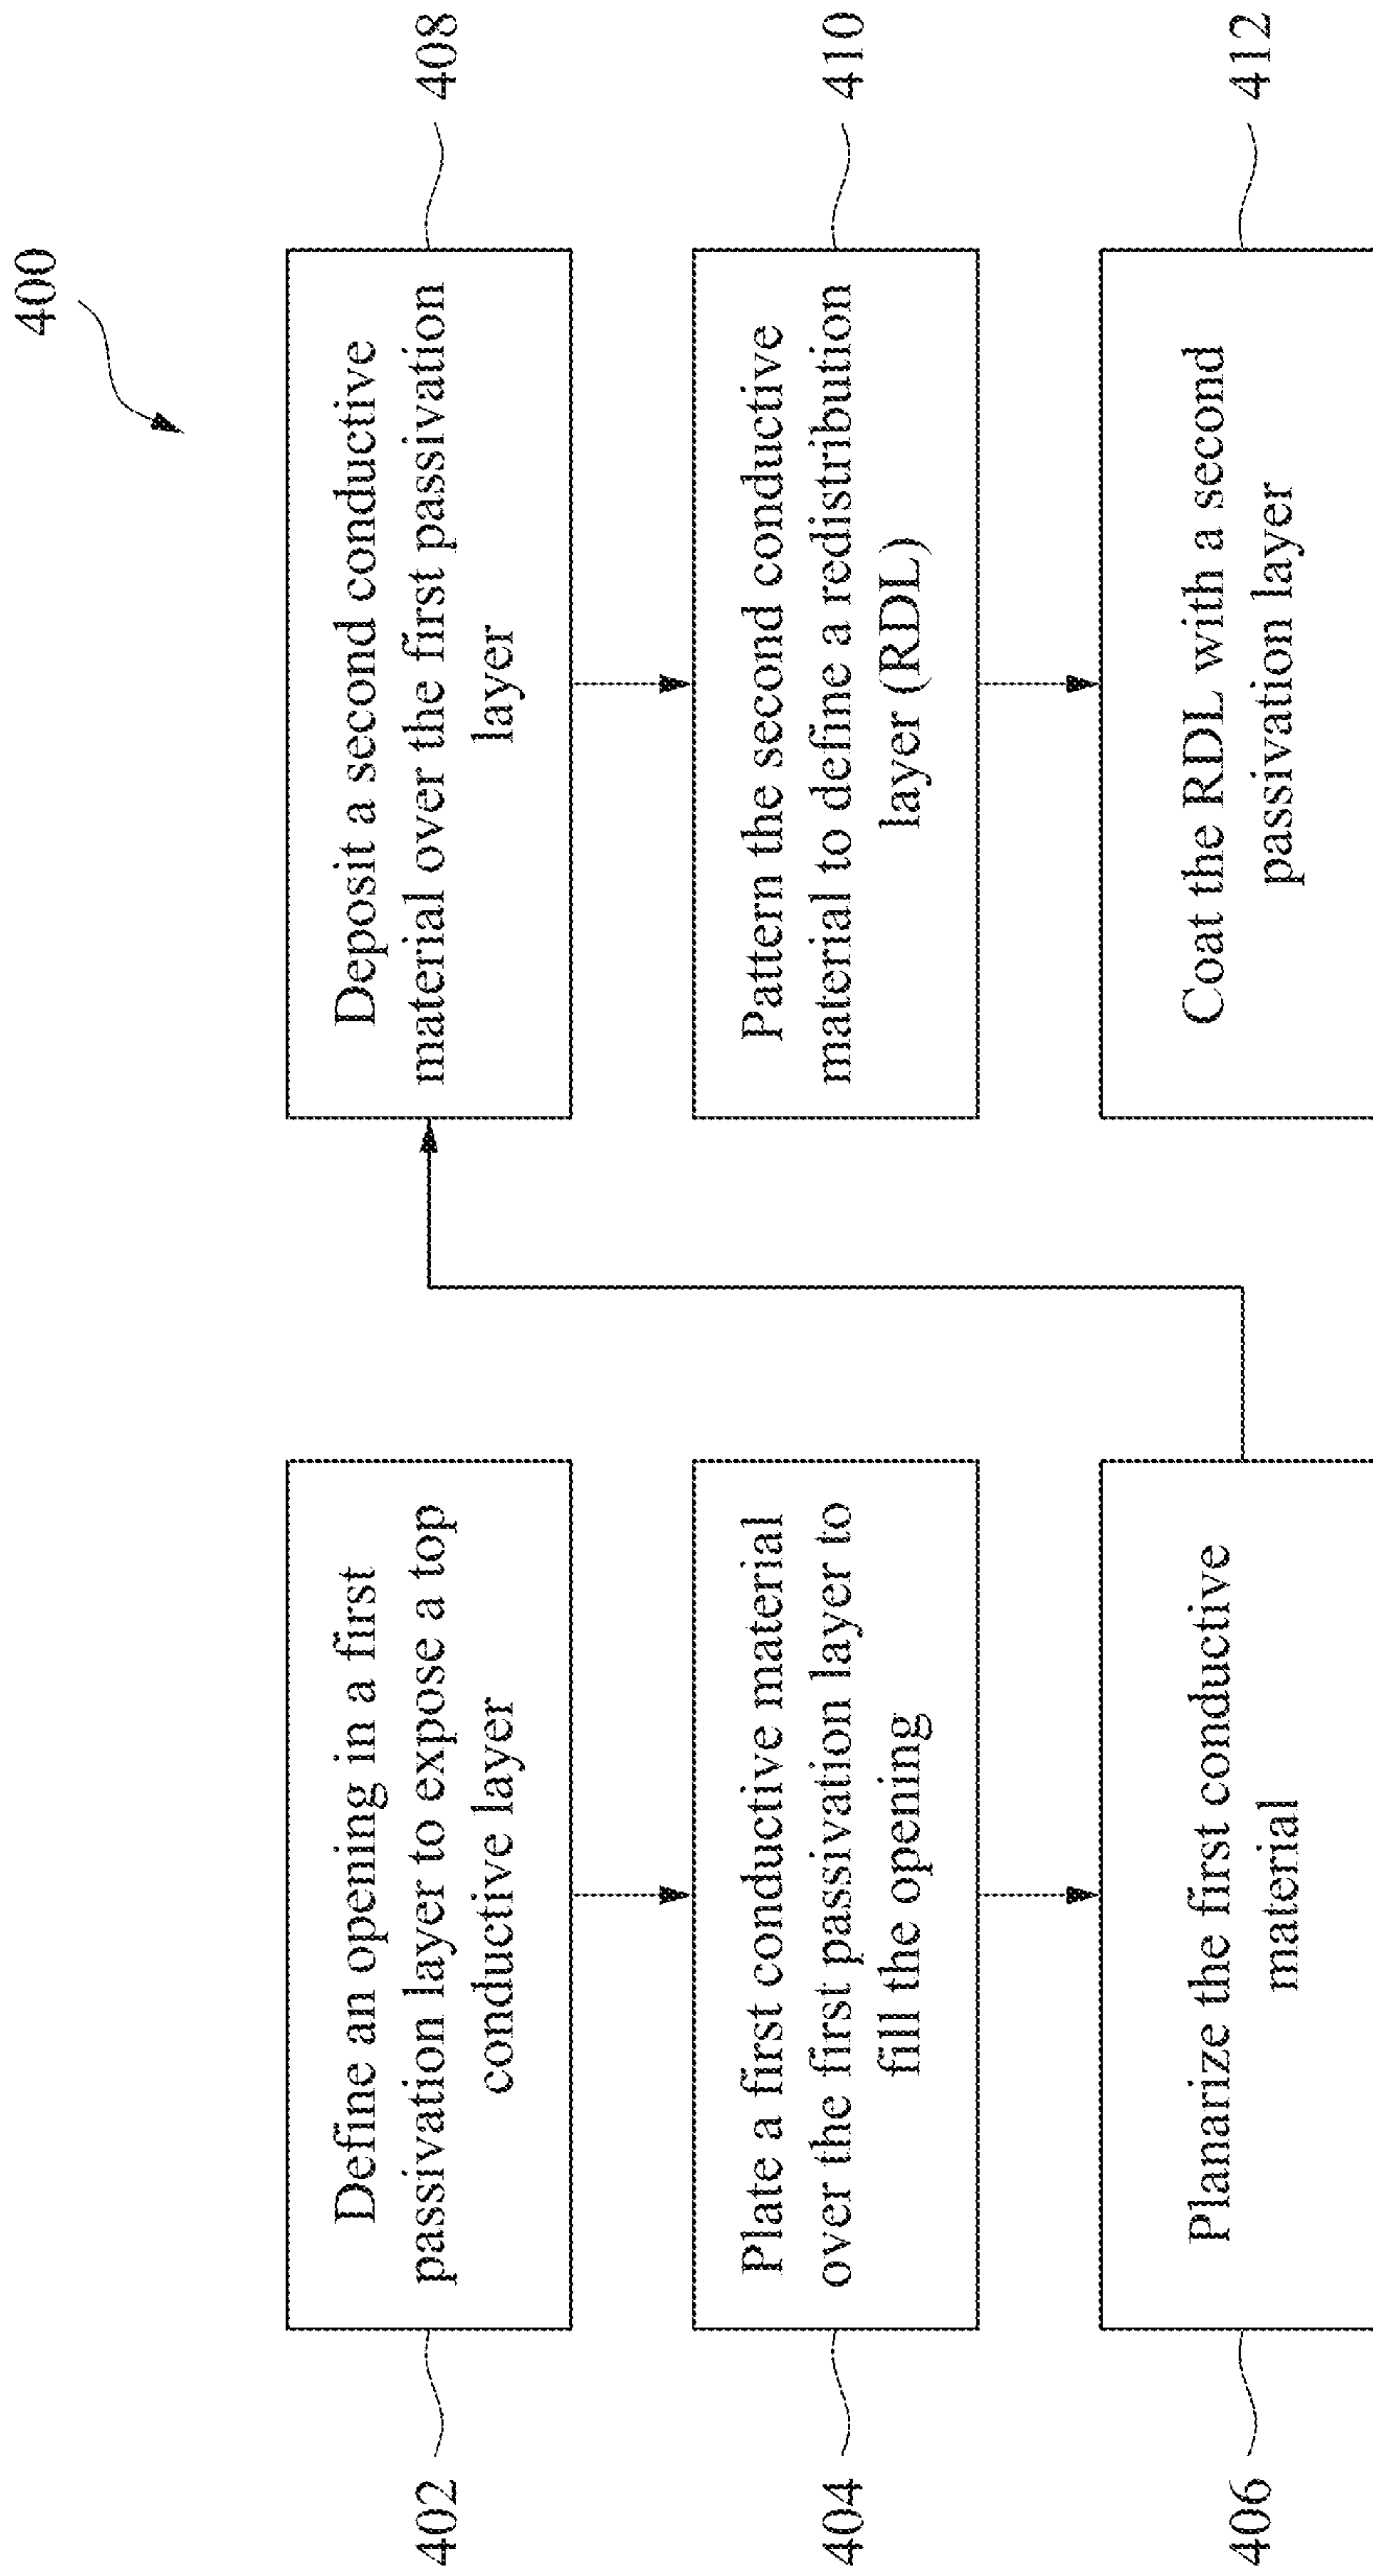 400
402
Define an opening in a first
passivation layer to expose a top
conductive layer
404
Plate a first conductive material
over the first passivation layer to
fill the opening
406
Planarize the first conductive
material
408
Deposit a second conductive
material over the first passivation
layer
410
Pattern the second conductive
material to define a redistribution
layer (RDL)
412
Coat the RDL with a second
passivation layer